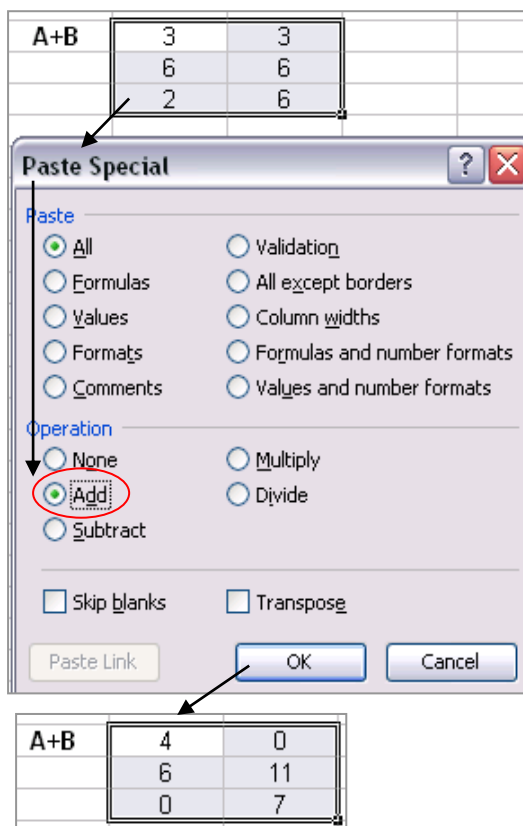 A+B 3 3
6 6
2 6
Paste Special ?
Paste
All Validation
Formulas All except borders
Values Column widths
Formats Formulas and number formats
Comments Values and number formats
Operation
None Multiply
Add Divide
Subtract
Skip blanks Transpose
Paste Link OK Cancel
A+B 4 0
6 11
0 7